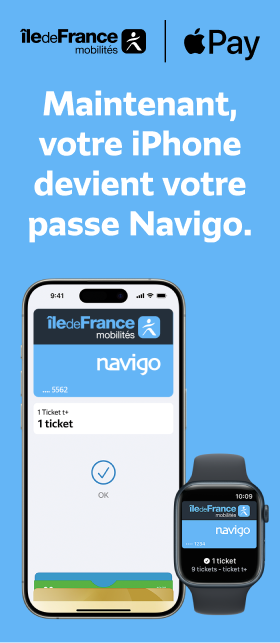 îledeFrance
mobilités
Pay
Maintenant,
votre iPhone
devient votre
passe Navigo.
9:41
îledeFrance
mobilités
navigo
.... 5562
1 Ticket t+
1 ticket
OK
10:09
îledeFrance
mobilités
navigo
.... 1234
1 ticket
9 tickets - ticket t+